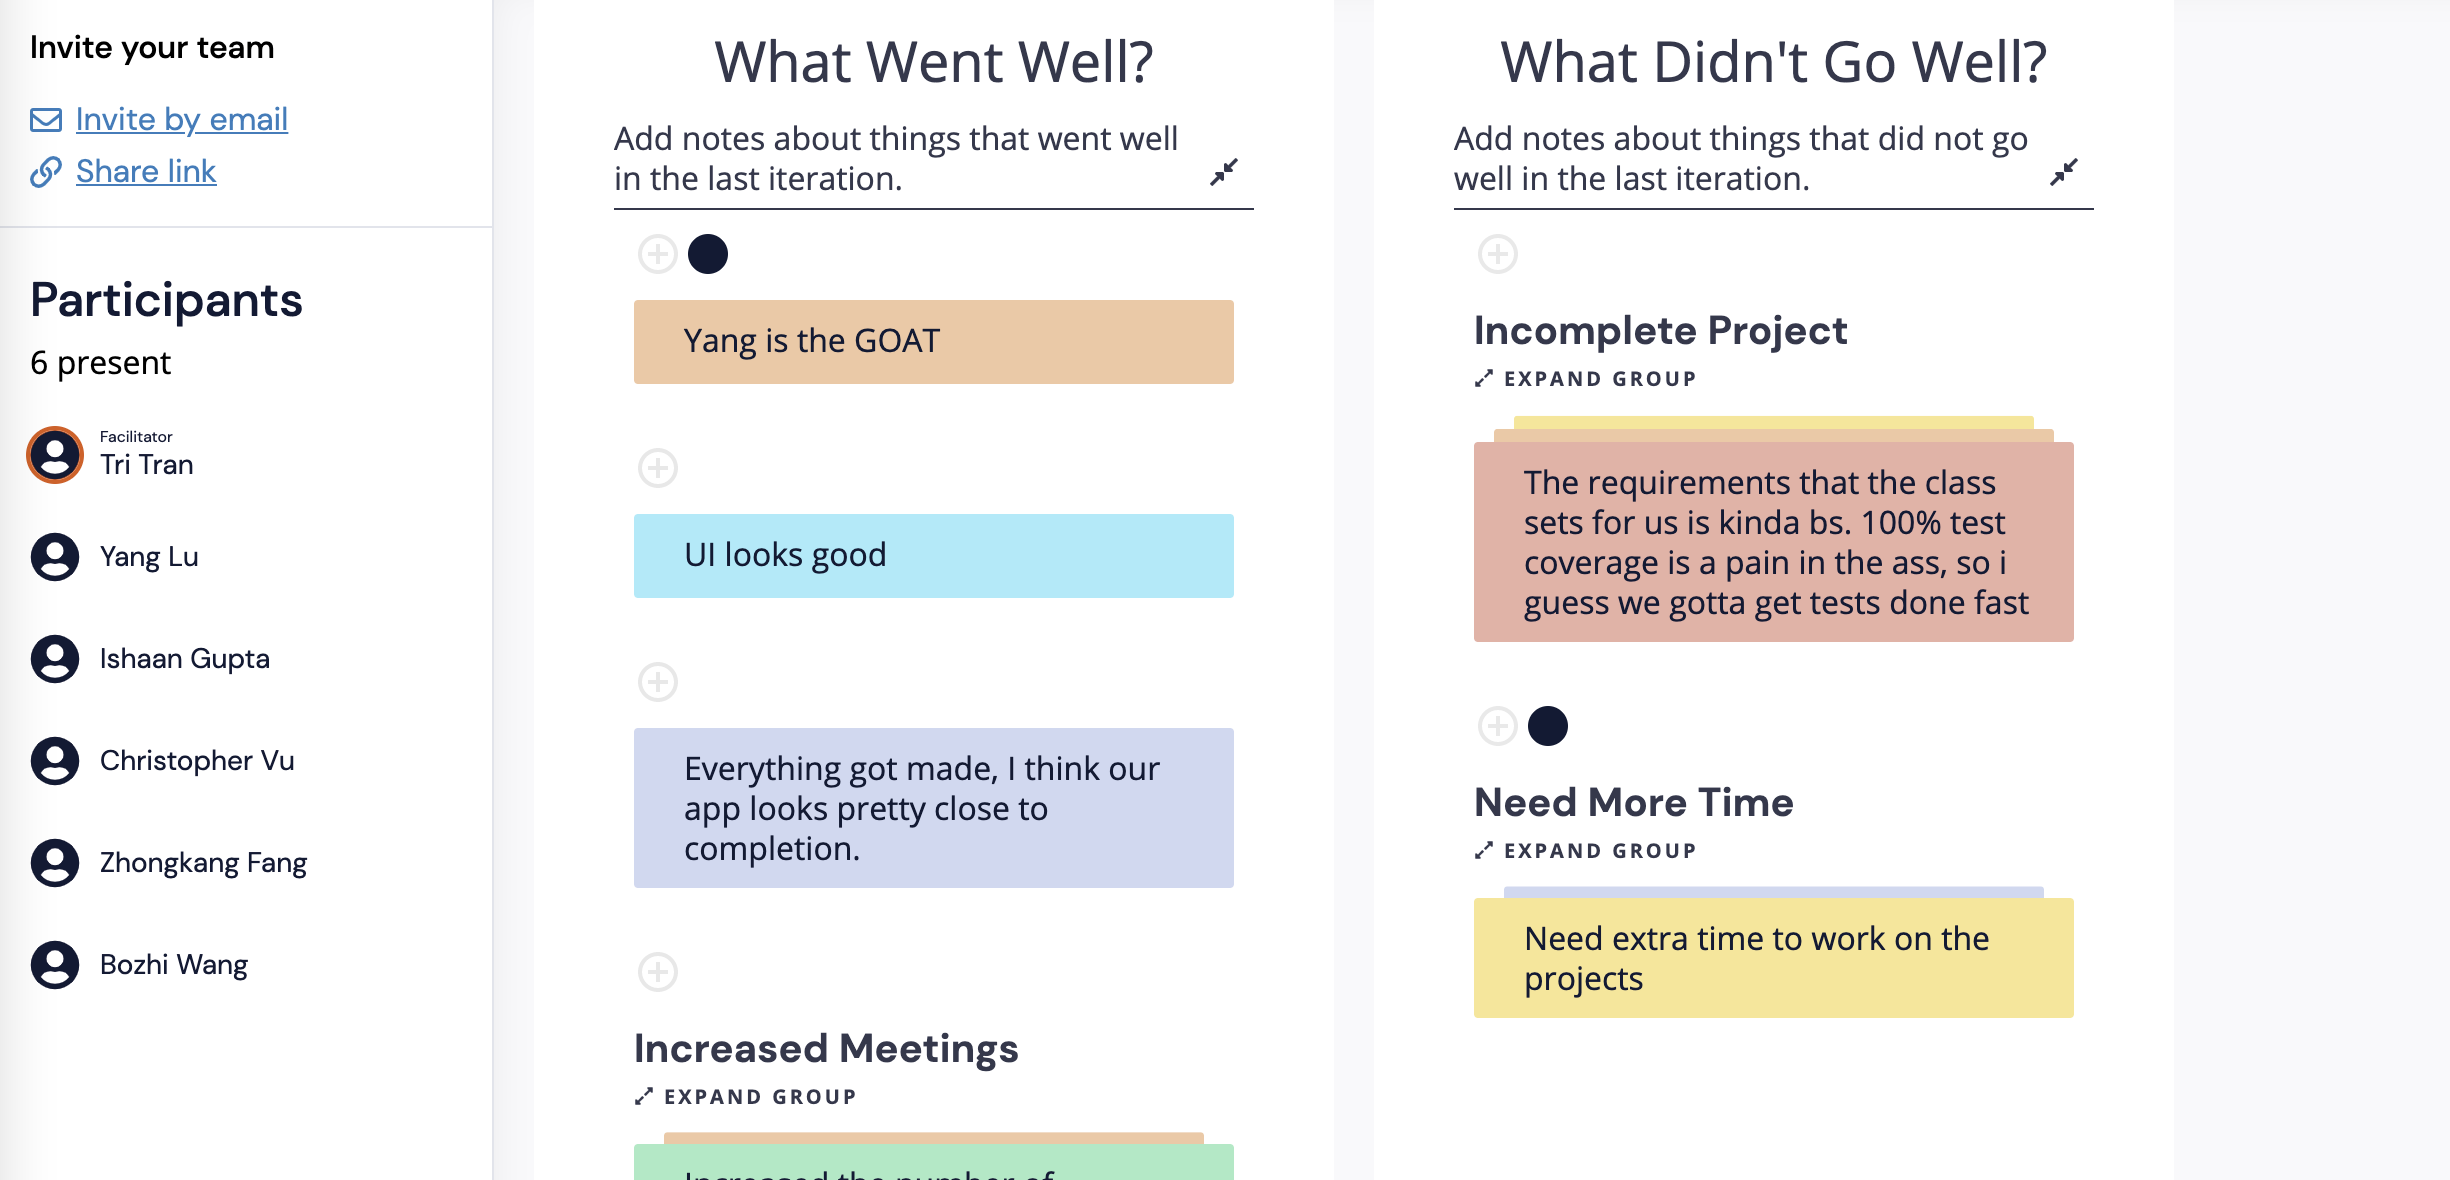 Invite your team
Invite by email
Share link
Participants
6 present
Facilitator
Tri Tran
Yang Lu
Ishaan Gupta
Christopher Vu
Zhongkang Fang
Bozhi Wang
What Went Well?
Add notes about things that went well
in the last iteration.
Yang is the GOAT
UI looks good
Everything got made, I think our
app looks pretty close to
completion.
Increased Meetings
EXPAND GROUP
Increased the number of
What Didn't Go Well?
Add notes about things that did not go
well in the last iteration.
Incomplete Project
EXPAND GROUP
The requirements that the class
sets for us is kinda bs. 100% test
coverage is a pain in the ass, so i
guess we gotta get tests done fast
Need More Time
EXPAND GROUP
Need extra time to work on the
projects